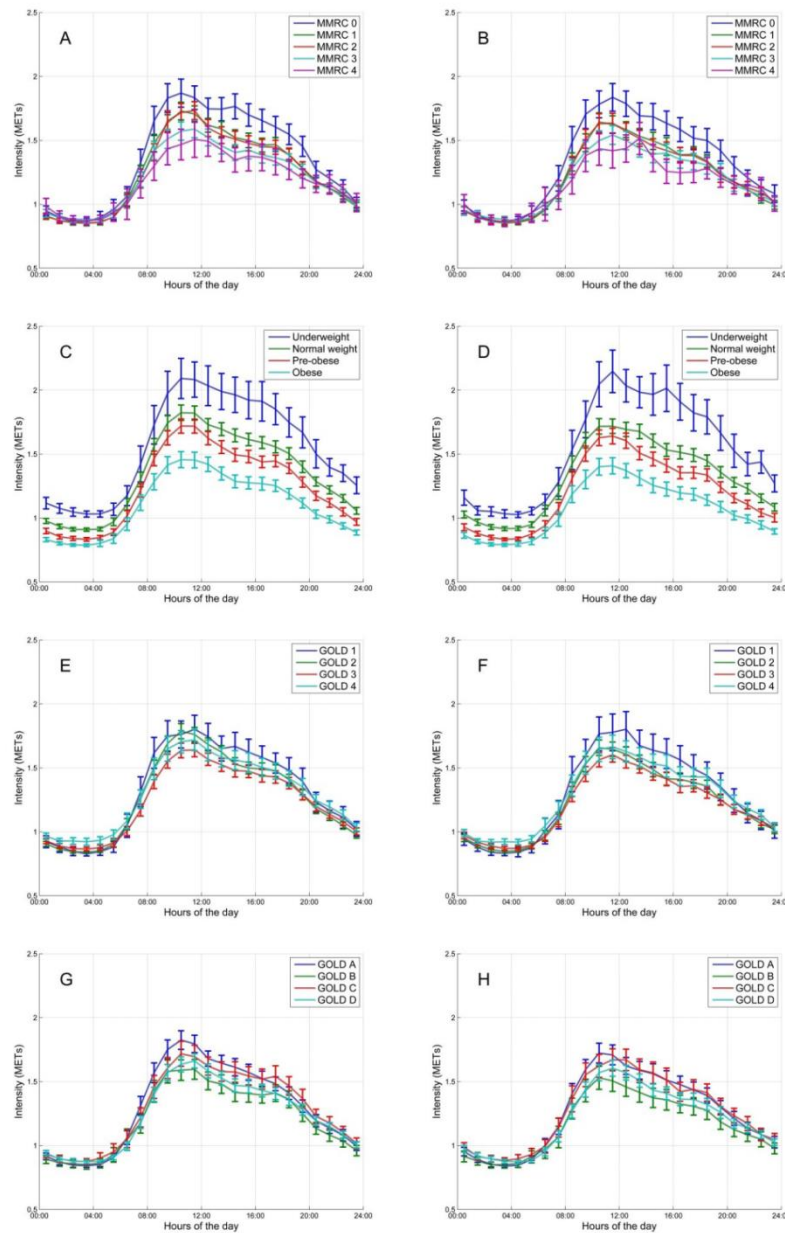 A
MMRC 0
MMRC 1
MMRC 2
MMRC 3
MMRC 4
2.5
2
1.5
1
0.5
Intensity (METs)
00:00 04:00 08:00 12:00 16:00 20:00 24:00
Hours of the day
B
MMRC 0
MMRC 1
MMRC 2
MMRC 3
MMRC 4
2.5
2
1.5
1
0.5
Intensity (METs)
00:00 04:00 08:00 12:00 16:00 20:00 24:00
Hours of the day
C
Underweight
Normal weight
Pre-obese
Obese
2.5
2
1.5
1
0.5
Intensity (METs)
00:00 04:00 08:00 12:00 16:00 20:00 24:00
Hours of the day
D
Underweight
Normal weight
Pre-obese
Obese
2.5
2
1.5
1
0.5
Intensity (METs)
00:00 04:00 08:00 12:00 16:00 20:00 24:00
Hours of the day
E
GOLD 1
GOLD 2
GOLD 3
GOLD 4
2.5
2
1.5
1
0.5
Intensity (METs)
00:00 04:00 08:00 12:00 16:00 20:00 24:00
Hours of the day
F
GOLD 1
GOLD 2
GOLD 3
GOLD 4
2.5
2
1.5
1
0.5
Intensity (METs)
00:00 04:00 08:00 12:00 16:00 20:00 24:00
Hours of the day
G
GOLD A
GOLD B
GOLD C
GOLD D
2.5
2
1.5
1
0.5
Intensity (METs)
00:00 04:00 08:00 12:00 16:00 20:00 24:00
Hours of the day
H
GOLD A
GOLD B
GOLD C
GOLD D
2.5
2
1.5
1
0.5
Intensity (METs)
00:00 04:00 08:00 12:00 16:00 20:00 24:00
Hours of the day